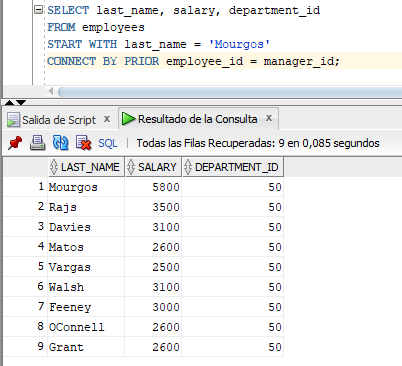 SELECT last_name, salary, department_id
FROM employees
START WITH last_name = 'Mourgos'
CONNECT BY PRIOR employee_id = manager_id;
Salida de Script × Resultado de la Consulta ×
SQL | Todas las Filas Recuperadas: 9 en 0,085 segundos
LAST_NAME SALARY DEPARTMENT_ID
1 Mourgos 5800 50
2 Rajs 3500 50
3 Davies 3100 50
4 Matos 2600 50
5 Vargas 2500 50
6 Walsh 3100 50
7 Feeney 3000 50
8 OConnell 2600 50
9 Grant 2600 50